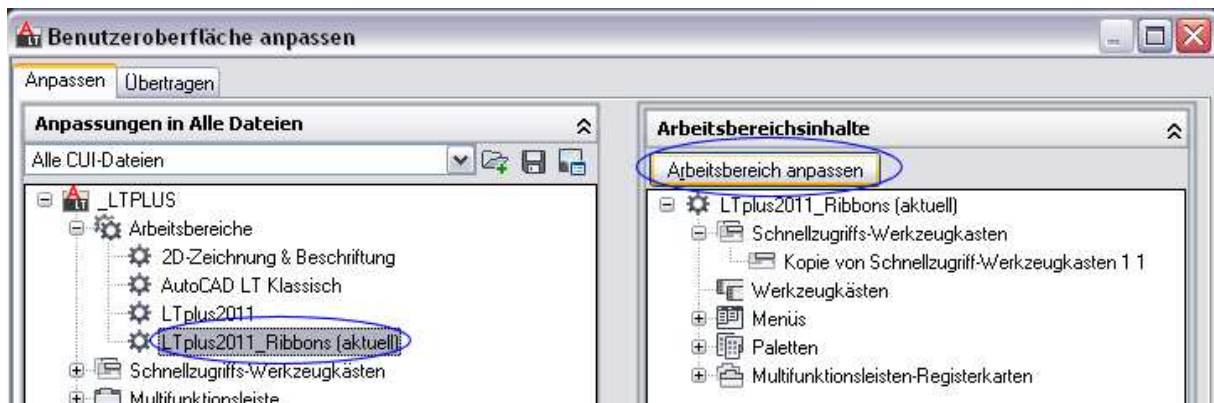 Benutzeroberfläche anpassen
Anpassen Übertragen
Anpassungen in Alle Dateien
Alle CUI-Dateien
_LTPLUS
Arbeitsbereiche
2D-Zeichnung & Beschriftung
AutoCAD LT Klassisch
LTplus2011
LTplus2011_Ribbons (aktuell)
Schnellzugriffs-Werkzeugkästen
Multifunktionsleiste
Arbeitsbereichsinhalte
Arbeitsbereich anpassen
LTplus2011_Ribbons (aktuell)
Schnellzugriffs-Werkzeugkasten
Kopie von Schnellzugriff-Werkzeugkasten 1 1
Werkzeugkästen
Menüs
Paletten
Multifunktionsleisten-Registerkarten